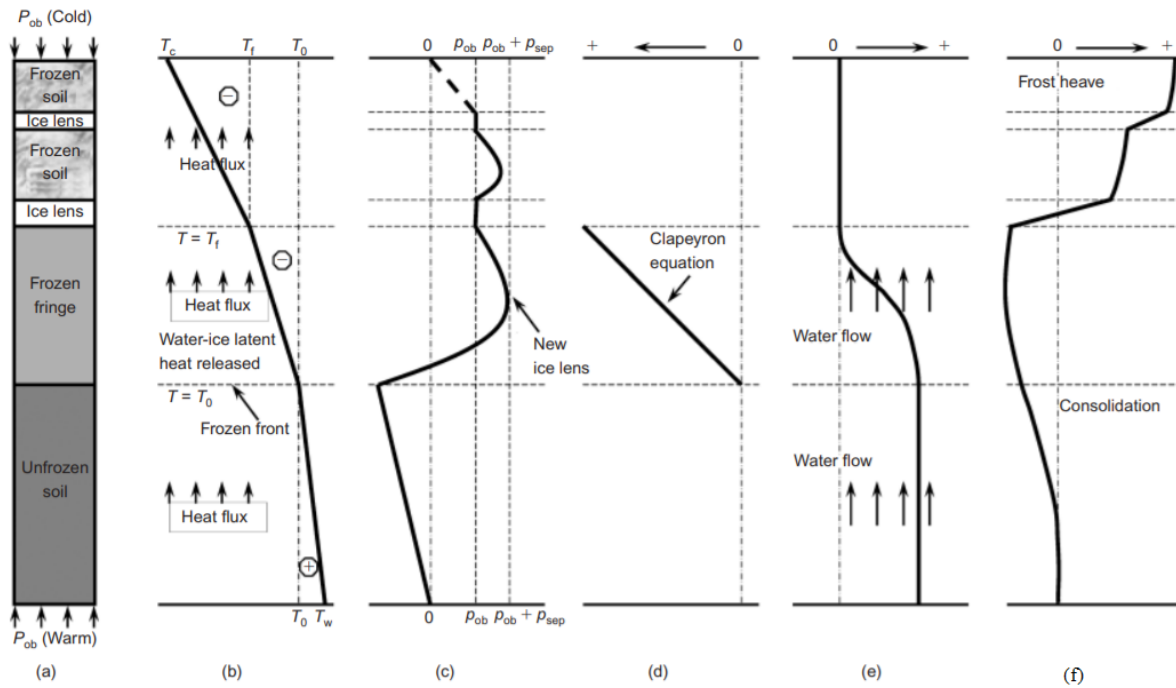 P_ob (Cold)
Frozen
soil
Ice lens
Frozen
soil
Ice lens
Frozen
fringe
Unfrozen
soil
P_ob (Warm)
(a)
T_c T_f T_0
−
Heat flux
T = T_f
−
Heat flux
Water-ice latent
heat released
T = T_0
Frozen front
Heat flux
+
T_0 T_w
(b)
0 p_ob p_ob + p_sep
New
ice lens
0 p_ob p_ob + p_sep
(c)
+ 0
Clapeyron
equation
(d)
0 +
Water flow
Water flow
(e)
0 +
Frost heave
Consolidation
(f)